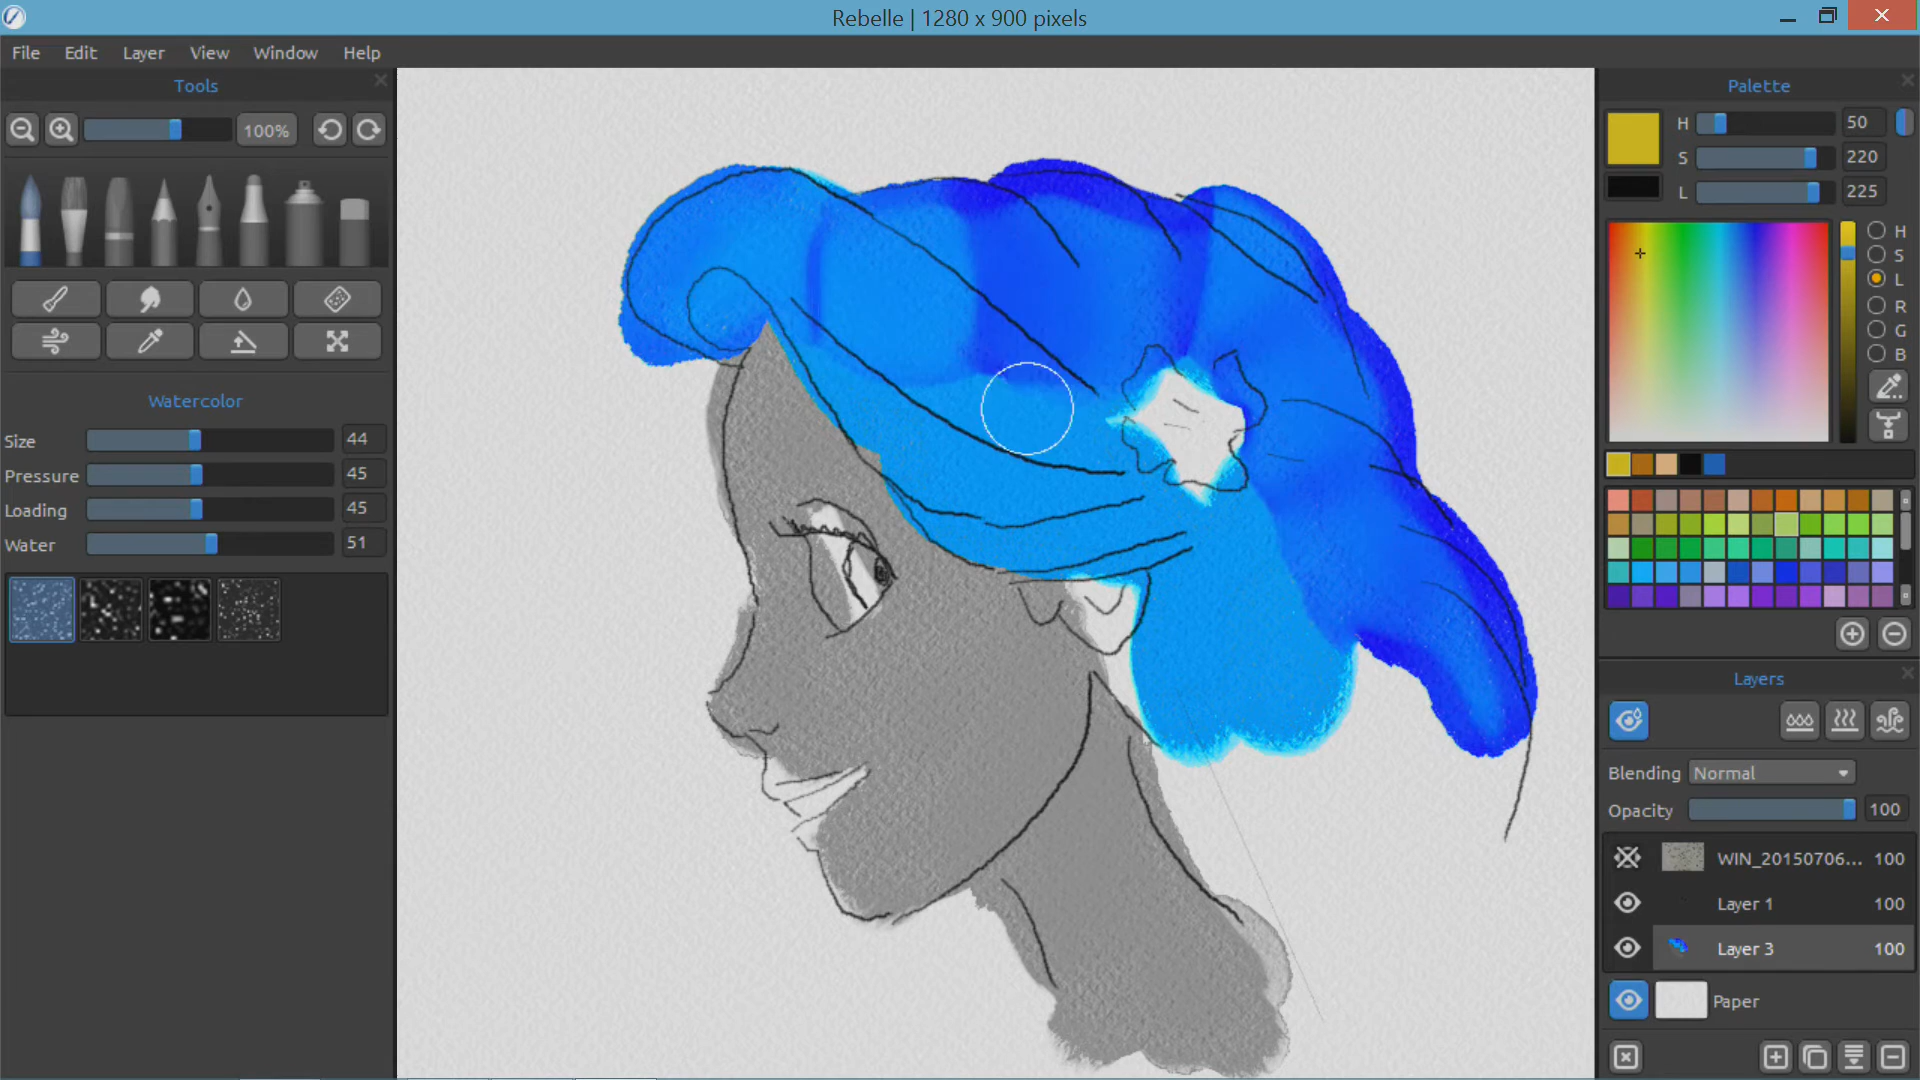 Rebelle | 1280 x 900 pixels
File Edit Layer View Window Help
Tools
100%
Watercolor
Size 44
Pressure 45
Loading 45
Water 51
Palette
H 50
S 220
L 225
H
S
L
R
G
B
Layers
Blending Normal
Opacity 100
WIN_20150706... 100
Layer 1 100
Layer 3 100
Paper